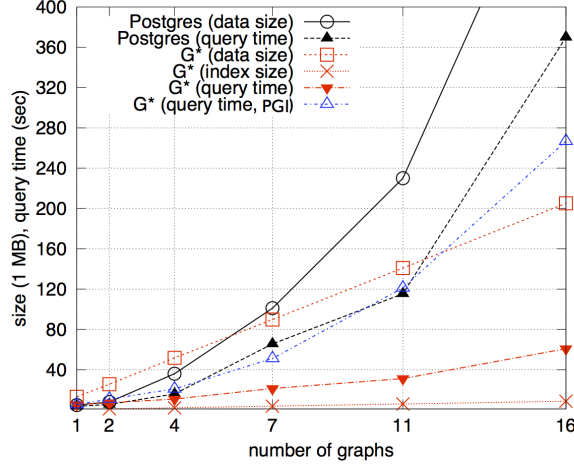 400
360
320
280
240
200
160
120
80
40
size (1 MB), query time (sec)
Postgres (data size)
Postgres (query time)
G* (data size)
G* (index size)
G* (query time)
G* (query time, PGI)
1 2 4 7 11 16
number of graphs